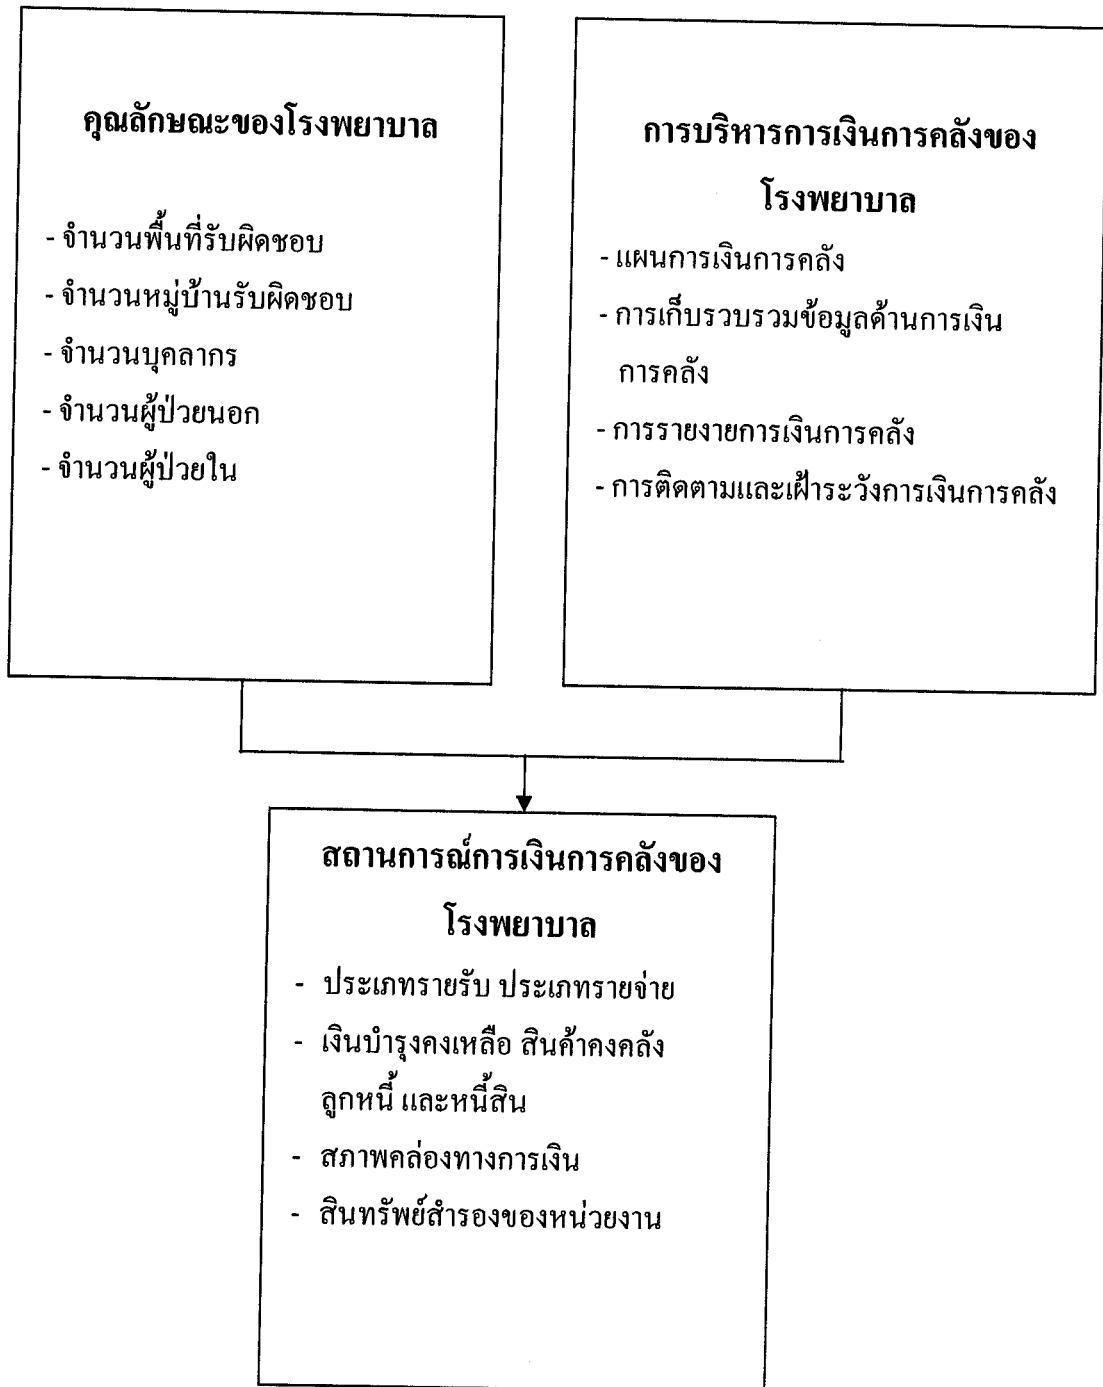 คุณลักษณะของโรงพยาบาล
- จำนวนพื้นที่รับผิดชอบ
- จำนวนหมู่บ้านรับผิดชอบ
- จำนวนบุคลากร
- จำนวนผู้ป่วยนอก
- จำนวนผู้ป่วยใน
การบริหารการเงินการคลังของ
โรงพยาบาล
- แผนการเงินการคลัง
- การเก็บรวบรวมข้อมูลด้านการเงิน
การคลัง
- การรายงายการเงินการคลัง
- การติดตามและเฝ้าระวังการเงินการคลัง
สถานการณ์การเงินการคลังของ
โรงพยาบาล
- ประเภทรายรับ ประเภทรายจ่าย
- เงินบำรุงคงเหลือ สินค้าคงคลัง
ลูกหนี้ และหนี้สิน
- สภาพคล่องทางการเงิน
- สินทรัพย์สำรองของหน่วยงาน